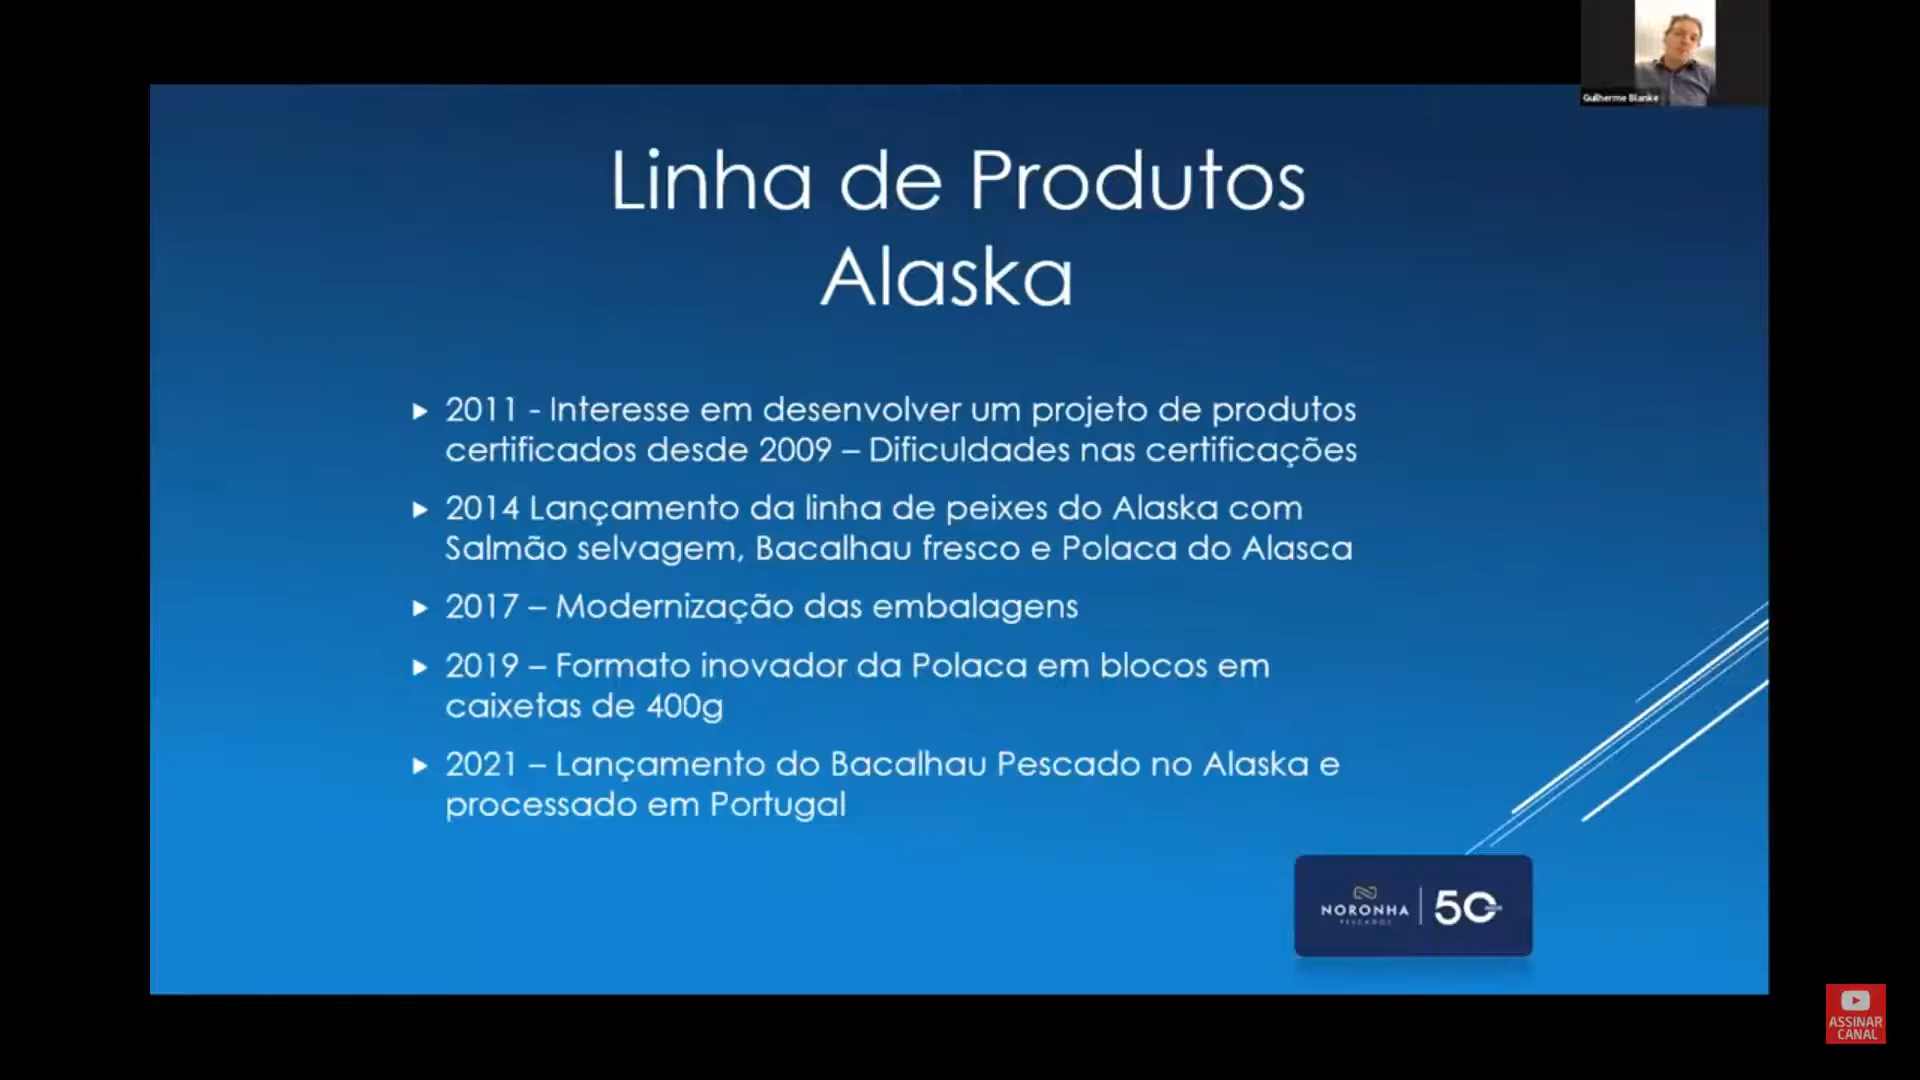 Guilherme Blanke
Linha de Produtos
Alaska
2011 - Interesse em desenvolver um projeto de produtos
certificados desde 2009 – Dificuldades nas certificações
2014 Lançamento da linha de peixes do Alaska com
Salmão selvagem, Bacalhau fresco e Polaca do Alasca
2017 – Modernização das embalagens
2019 – Formato inovador da Polaca em blocos em
caixetas de 400g
2021 – Lançamento do Bacalhau Pescado no Alaska e
processado em Portugal
NORONHA
PESCADOS
50
ASSINAR
CANAL